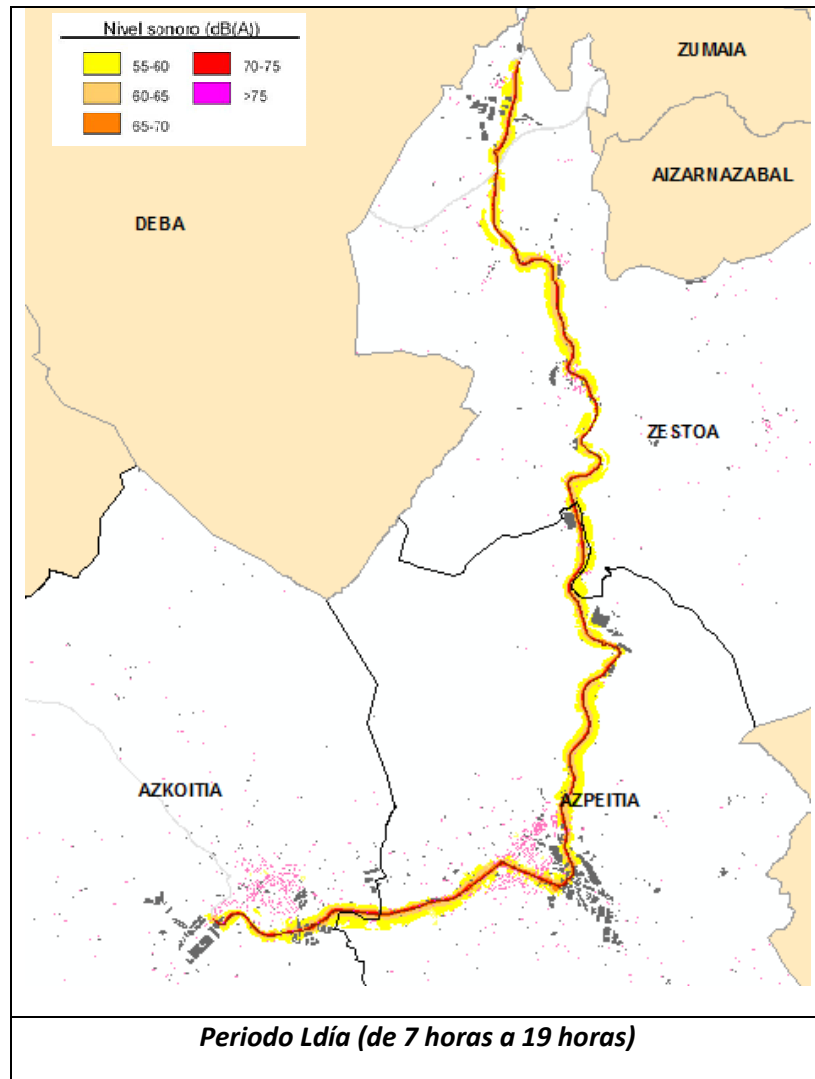 Nivel sonoro (dB(A))
55-60 70-75
60-65 >75
65-70
ZUMAIA
AIZARNAZABAL
DEBA
ZESTOA
AZKOITIA
AZPEITIA
Periodo Ldía (de 7 horas a 19 horas)